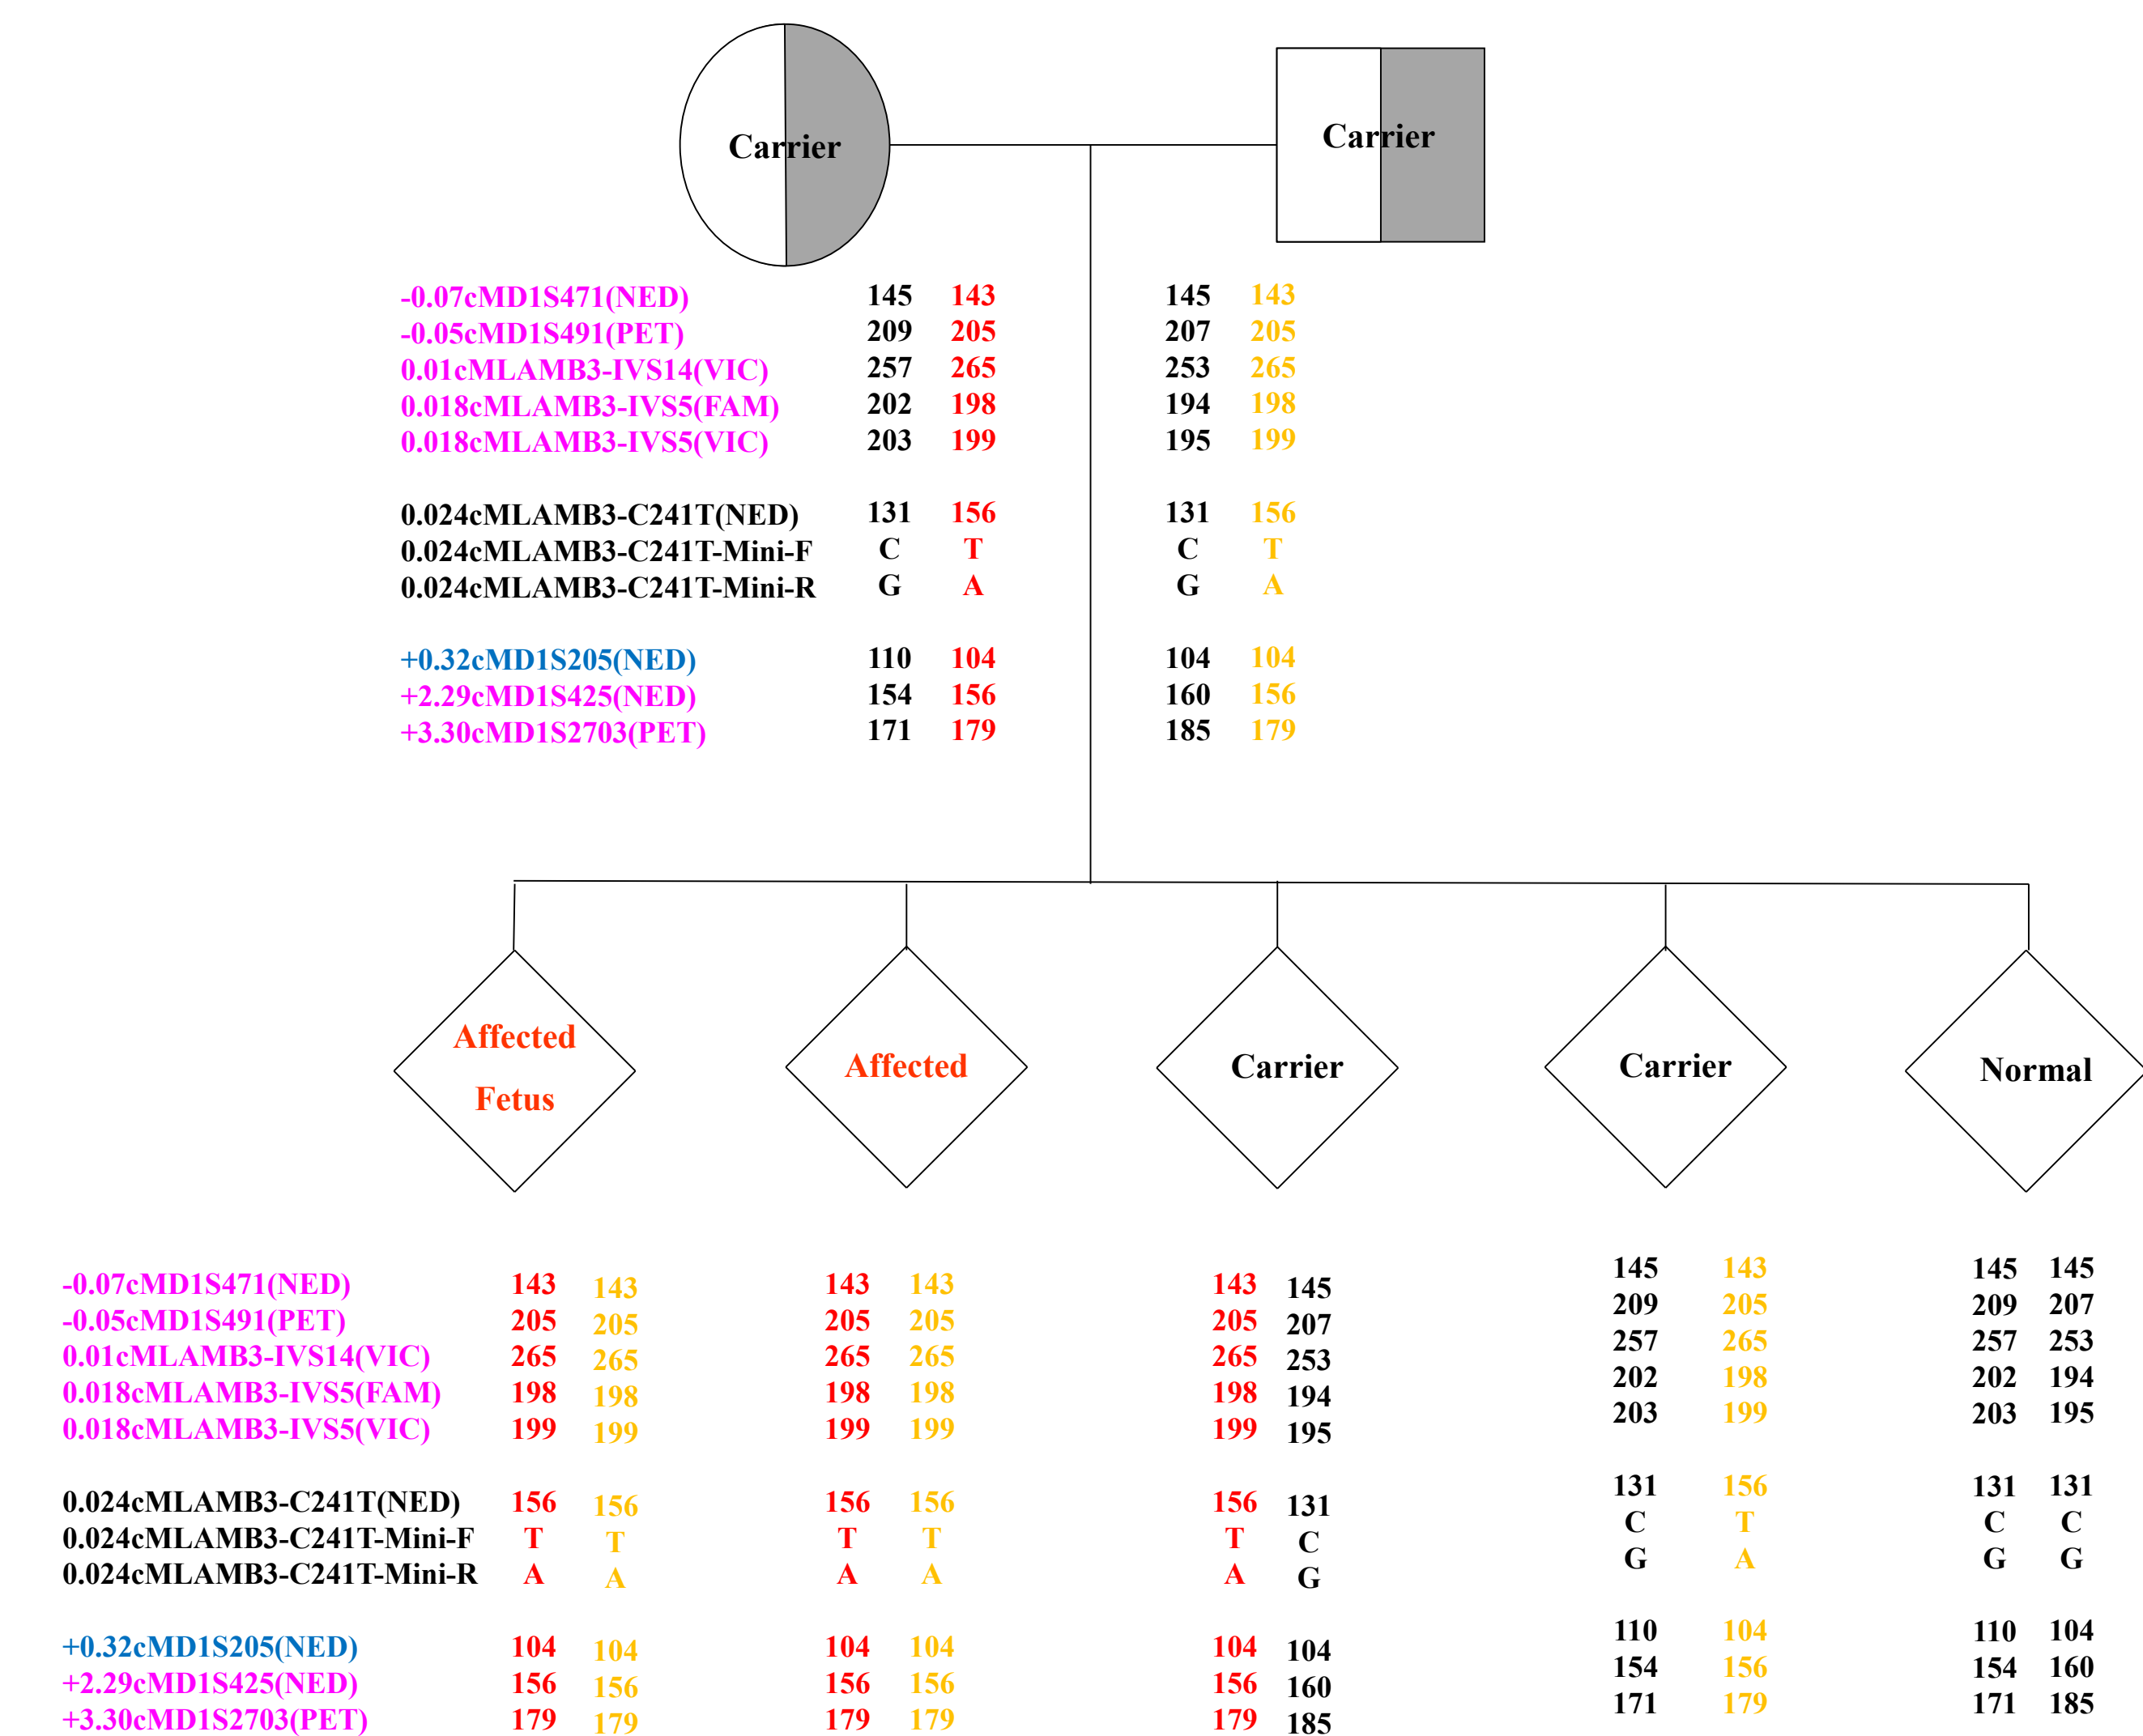 Carrier Carrier
-0.07cMD1S471(NED) 145 143 145 143
-0.05cMD1S491(PET) 209 205 207 205
0.01cMLAMB3-IVS14(VIC) 257 265 253 265
0.018cMLAMB3-IVS5(FAM) 202 198 194 198
0.018cMLAMB3-IVS5(VIC) 203 199 195 199
0.024cMLAMB3-C241T(NED) 131 156 131 156
0.024cMLAMB3-C241T-Mini-F C T C T
0.024cMLAMB3-C241T-Mini-R G A G A
+0.32cMD1S205(NED) 110 104 104 104
+2.29cMD1S425(NED) 154 156 160 156
+3.30cMD1S2703(PET) 171 179 185 179
Affected Fetus Affected Carrier Carrier Normal
-0.07cMD1S471(NED) 143 143 143 143 143 145 145 143 145 145
-0.05cMD1S491(PET) 205 205 205 205 205 207 209 205 209 207
0.01cMLAMB3-IVS14(VIC) 265 265 265 265 265 253 257 265 257 253
0.018cMLAMB3-IVS5(FAM) 198 198 198 198 198 194 202 198 202 194
0.018cMLAMB3-IVS5(VIC) 199 199 199 199 199 195 203 199 203 195
0.024cMLAMB3-C241T(NED) 156 156 156 156 156 131 131 156 131 131
0.024cMLAMB3-C241T-Mini-F T T T T T C C T C C
0.024cMLAMB3-C241T-Mini-R A A A A A G G A G G
+0.32cMD1S205(NED) 104 104 104 104 104 104 110 104 110 104
+2.29cMD1S425(NED) 156 156 156 156 156 160 154 156 154 160
+3.30cMD1S2703(PET) 179 179 179 179 179 185 171 179 171 185